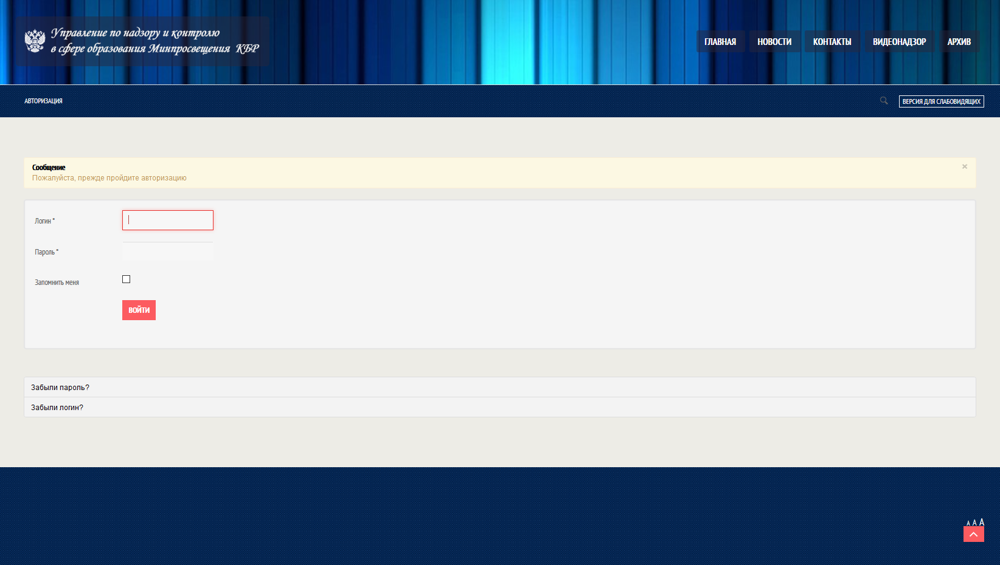 Управление по надзору и контролю
в сфере образования Минпросвещения КБР
ГЛАВНАЯ
НОВОСТИ
КОНТАКТЫ
ВИДЕОНАДЗОР
АРХИВ
АВТОРИЗАЦИЯ
ВЕРСИЯ ДЛЯ СЛАБОВИДЯЩИХ
Сообщение
×
Пожалуйста, прежде пройдите авторизацию
Логин *
Пароль *
Запомнить меня
ВОЙТИ
Забыли пароль?
Забыли логин?
A A A